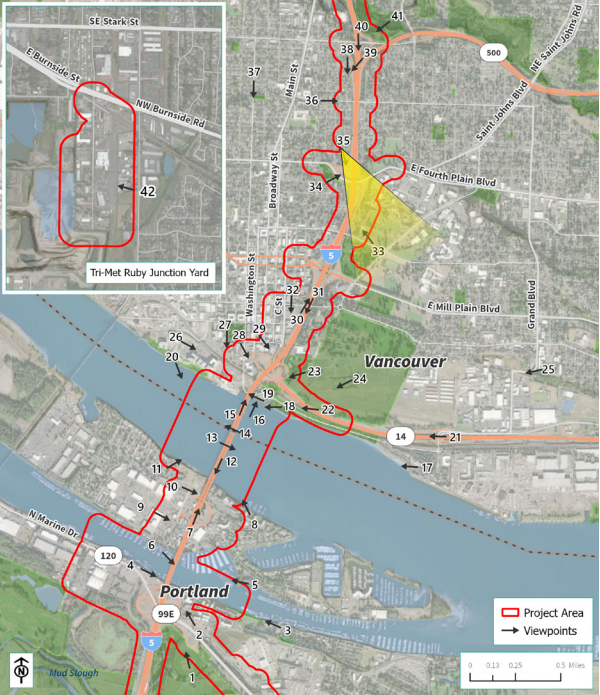 SE Stark St
E Burnside St
NW Burnside Rd
42
Tri-Met Ruby Junction Yard
40
41
38
39
500
NE Saint Johns Rd
37
Main St
36
Saint Johns Blvd
35
34
E Fourth Plain Blvd
Broadway St
33
5
32
31
30
Washington St
C St
E Mill Plain Blvd
Grand Blvd
27
29
28
26
20
Vancouver
23
24
25
22
19
18
15
16
14
14
21
13
12
17
11
10
9
8
7
N Marine Dr
120
6
4
5
Portland
99E
5
2
3
1
N
Mud Slough
Project Area
Viewpoints
0
0.13
0.25
0.5 Miles